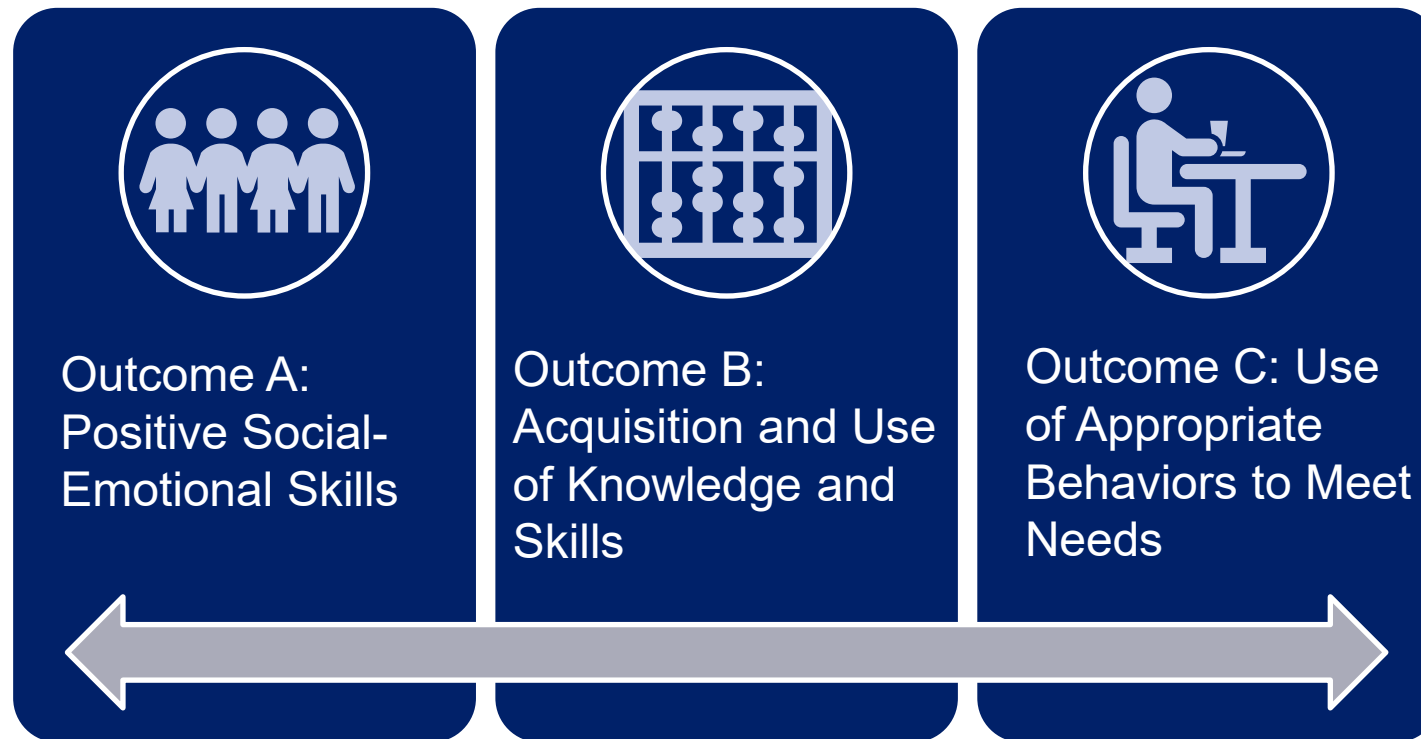 Outcome A:
Positive Social-
Emotional Skills
Outcome B:
Acquisition and Use
of Knowledge and
Skills
Outcome C: Use
of Appropriate
Behaviors to Meet
Needs